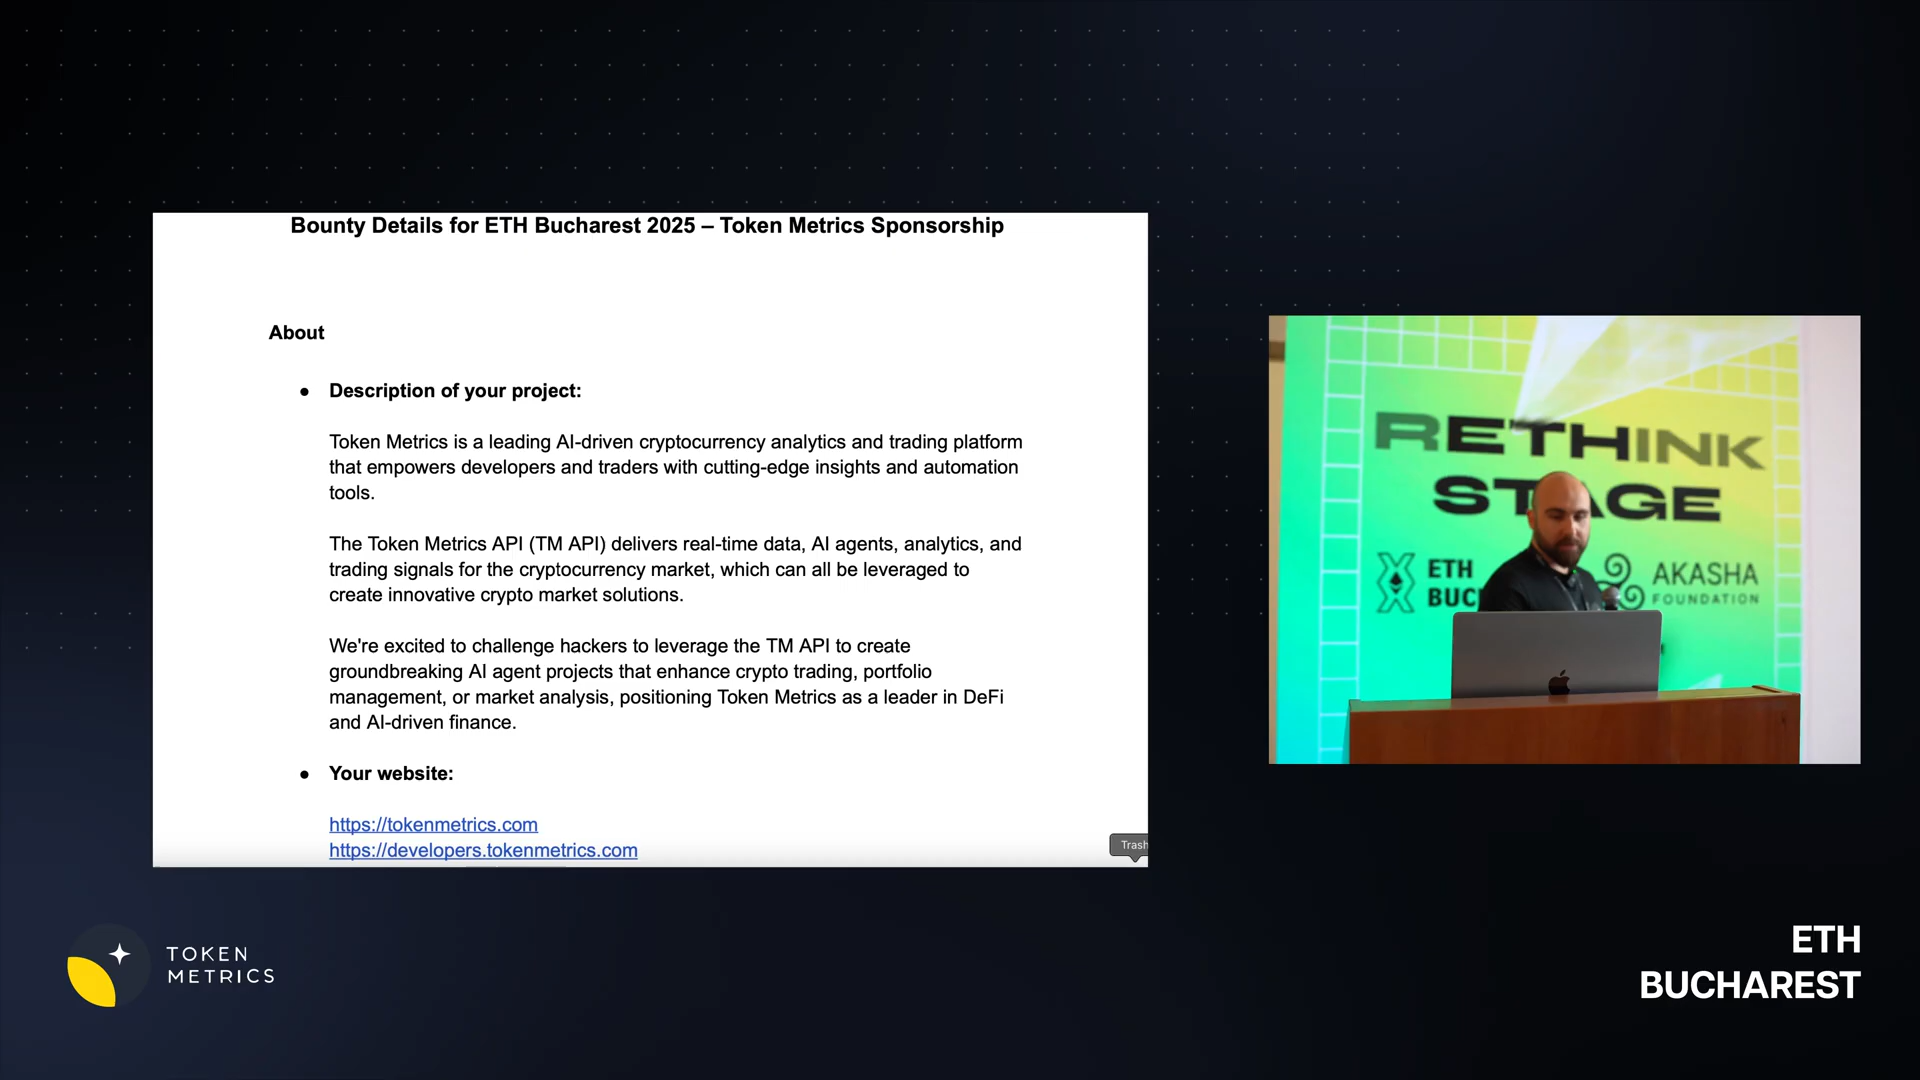 Bounty Details for ETH Bucharest 2025 – Token Metrics Sponsorship
About
● Description of your project:
Token Metrics is a leading AI-driven cryptocurrency analytics and trading platform
that empowers developers and traders with cutting-edge insights and automation
tools.
The Token Metrics API (TM API) delivers real-time data, AI agents, analytics, and
trading signals for the cryptocurrency market, which can all be leveraged to
create innovative crypto market solutions.
We're excited to challenge hackers to leverage the TM API to create
groundbreaking AI agent projects that enhance crypto trading, portfolio
management, or market analysis, positioning Token Metrics as a leader in DeFi
and AI-driven finance.
● Your website:
https://tokenmetrics.com
https://developers.tokenmetrics.com
Trash
RETHINK
STAGE
ETH
BUC
AKASHA
FOUNDATION
TOKEN
METRICS
ETH
BUCHAREST